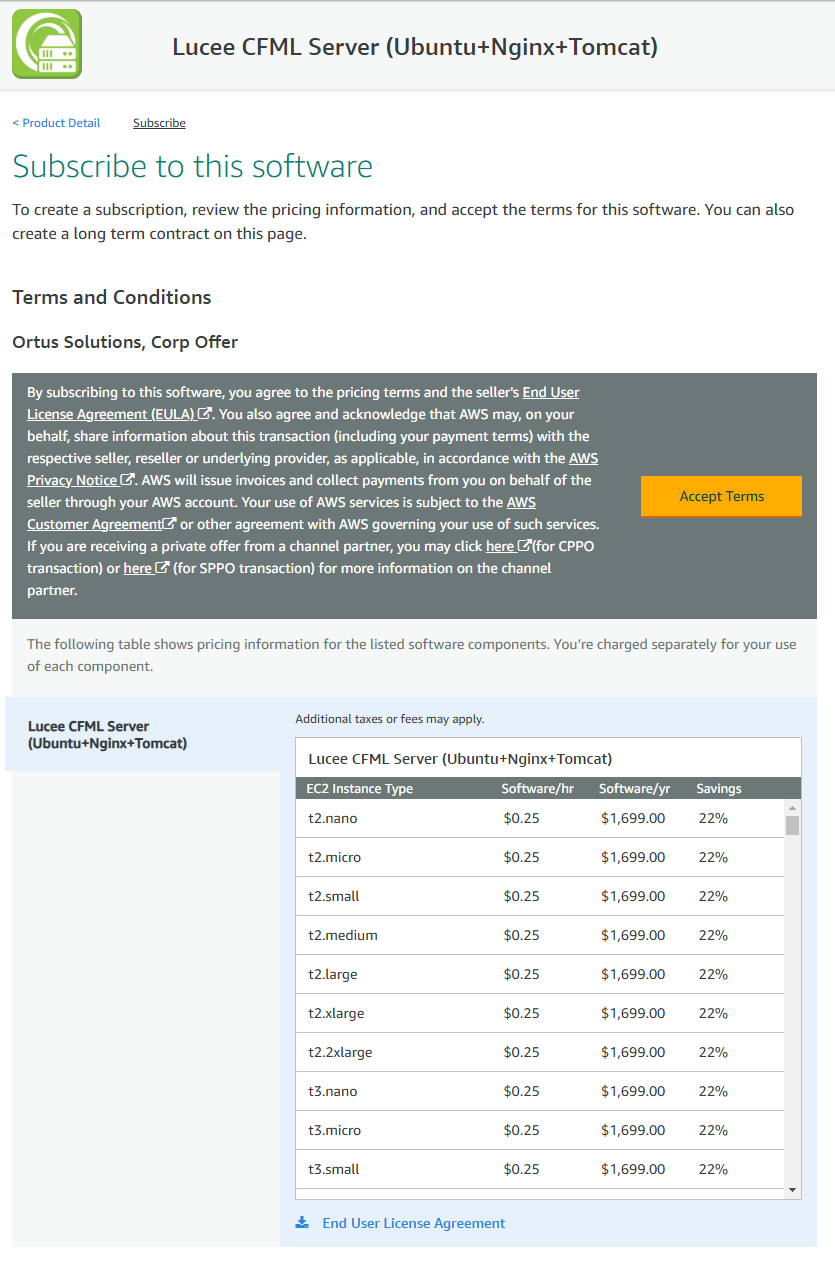 Lucee CFML Server (Ubuntu+Nginx+Tomcat)
< Product Detail Subscribe
Subscribe to this software
To create a subscription, review the pricing information, and accept the terms for this software. You can also
create a long term contract on this page.
Terms and Conditions
Ortus Solutions, Corp Offer
By subscribing to this software, you agree to the pricing terms and the seller's End User
License Agreement (EULA). You also agree and acknowledge that AWS may, on your
behalf, share information about this transaction (including your payment terms) with the
respective seller, reseller or underlying provider, as applicable, in accordance with the AWS
Privacy Notice. AWS will issue invoices and collect payments from you on behalf of the
seller through your AWS account. Your use of AWS services is subject to the AWS
Customer Agreement or other agreement with AWS governing your use of such services.
If you are receiving a private offer from a channel partner, you may click here (for CPPO
transaction) or here (for SPPO transaction) for more information on the channel
partner.
Accept Terms
The following table shows pricing information for the listed software components. You’re charged separately for your use
of each component.
Lucee CFML Server
(Ubuntu+Nginx+Tomcat)
Additional taxes or fees may apply.
Lucee CFML Server (Ubuntu+Nginx+Tomcat)
EC2 Instance Type Software/hr Software/yr Savings
t2.nano $0.25 $1,699.00 22%
t2.micro $0.25 $1,699.00 22%
t2.small $0.25 $1,699.00 22%
t2.medium $0.25 $1,699.00 22%
t2.large $0.25 $1,699.00 22%
t2.xlarge $0.25 $1,699.00 22%
t2.2xlarge $0.25 $1,699.00 22%
t3.nano $0.25 $1,699.00 22%
t3.micro $0.25 $1,699.00 22%
t3.small $0.25 $1,699.00 22%
End User License Agreement